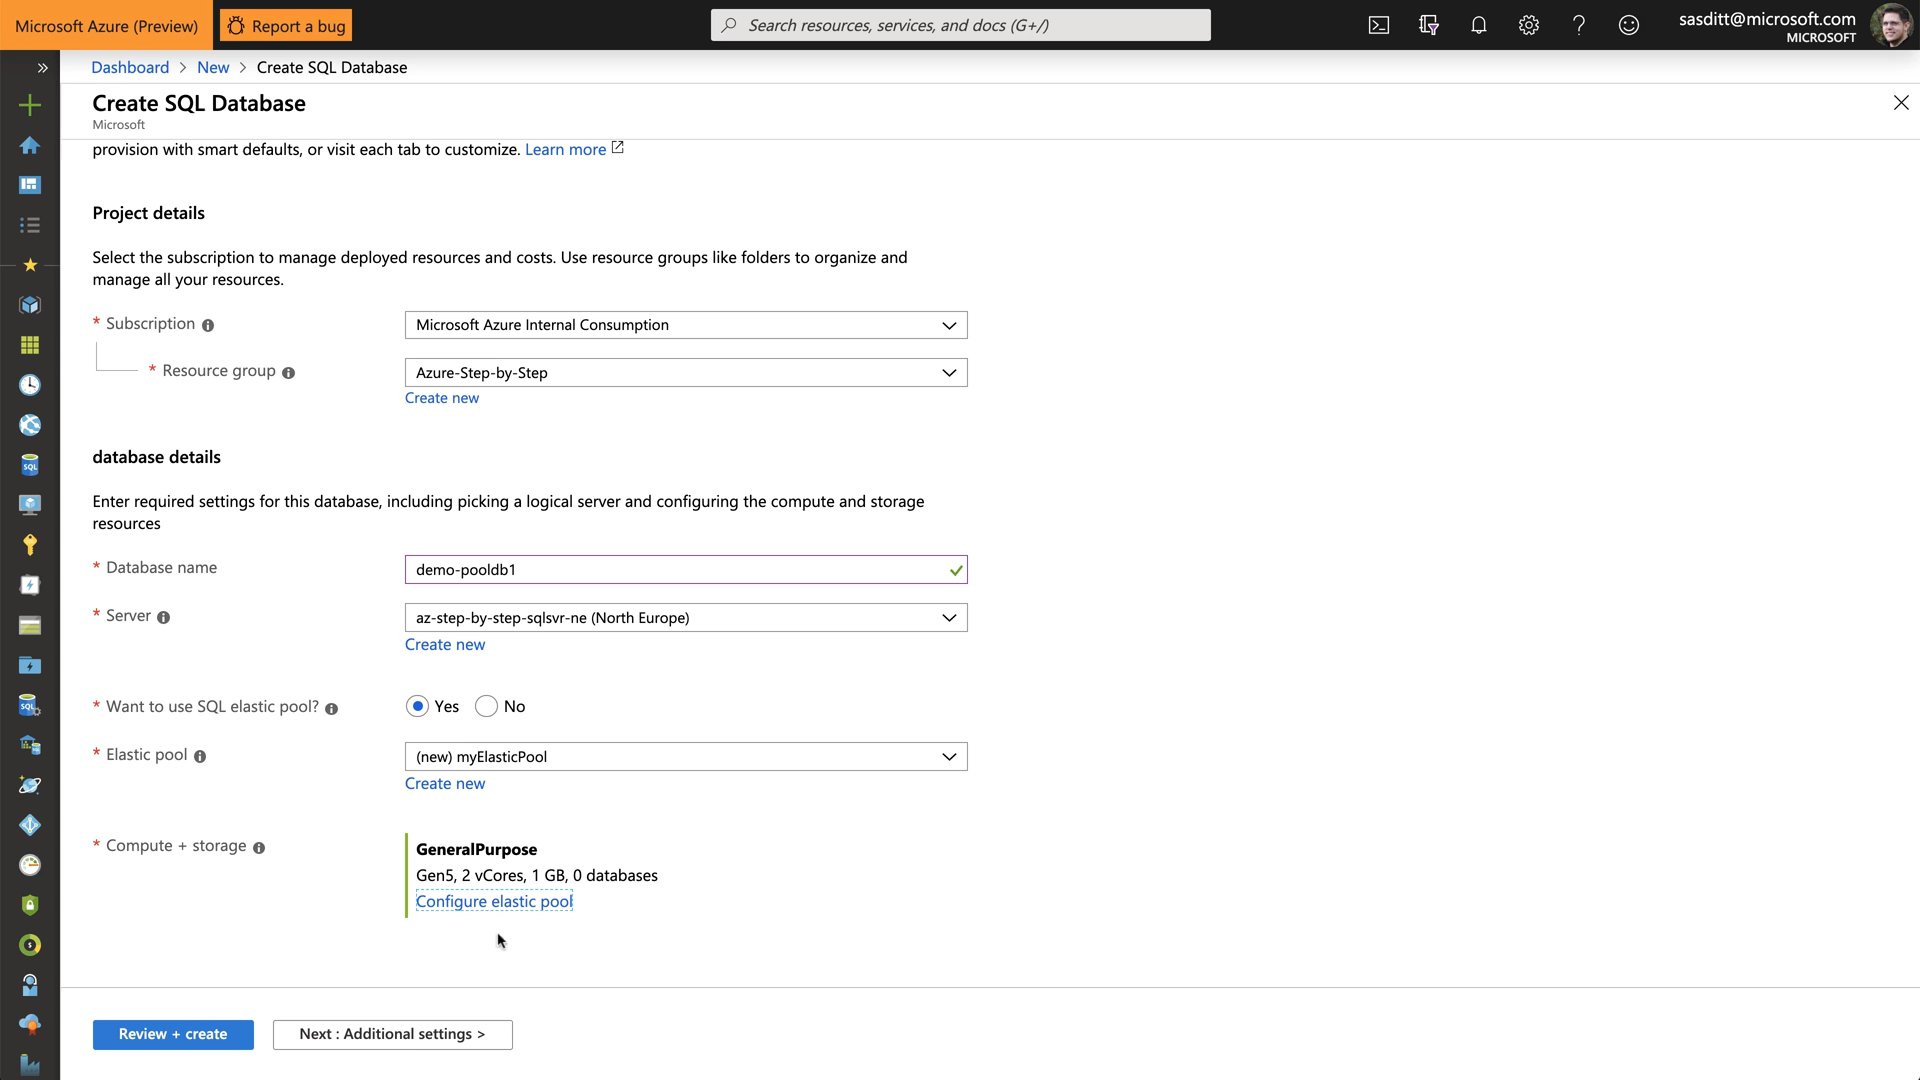 Microsoft Azure (Preview)
Report a bug
Search resources, services, and docs (G+/)
sasditt@microsoft.com
MICROSOFT
Dashboard > New > Create SQL Database
Create SQL Database
Microsoft
provision with smart defaults, or visit each tab to customize. Learn more
Project details
Select the subscription to manage deployed resources and costs. Use resource groups like folders to organize and
manage all your resources.
* Subscription
Microsoft Azure Internal Consumption
* Resource group
Azure-Step-by-Step
Create new
database details
Enter required settings for this database, including picking a logical server and configuring the compute and storage
resources
* Database name
demo-pooldb1
* Server
az-step-by-step-sqlsvr-ne (North Europe)
Create new
* Want to use SQL elastic pool?
Yes
No
* Elastic pool
(new) myElasticPool
Create new
* Compute + storage
GeneralPurpose
Gen5, 2 vCores, 1 GB, 0 databases
Configure elastic pool
Review + create
Next : Additional settings >
SQL
SQL